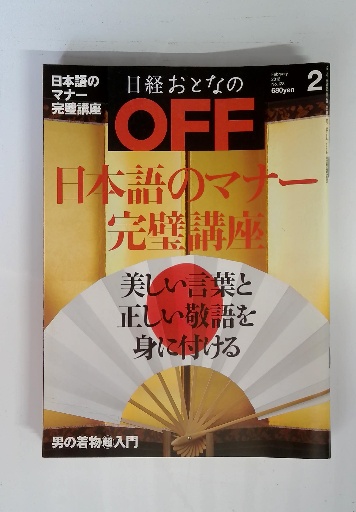 日本語の
マナー
完璧講座
日経おとなの
OFF
February
680yen
2
日本語のマナー
完璧講座
美しい言葉と
正しい敬語を
身に付ける
男の着物超入門